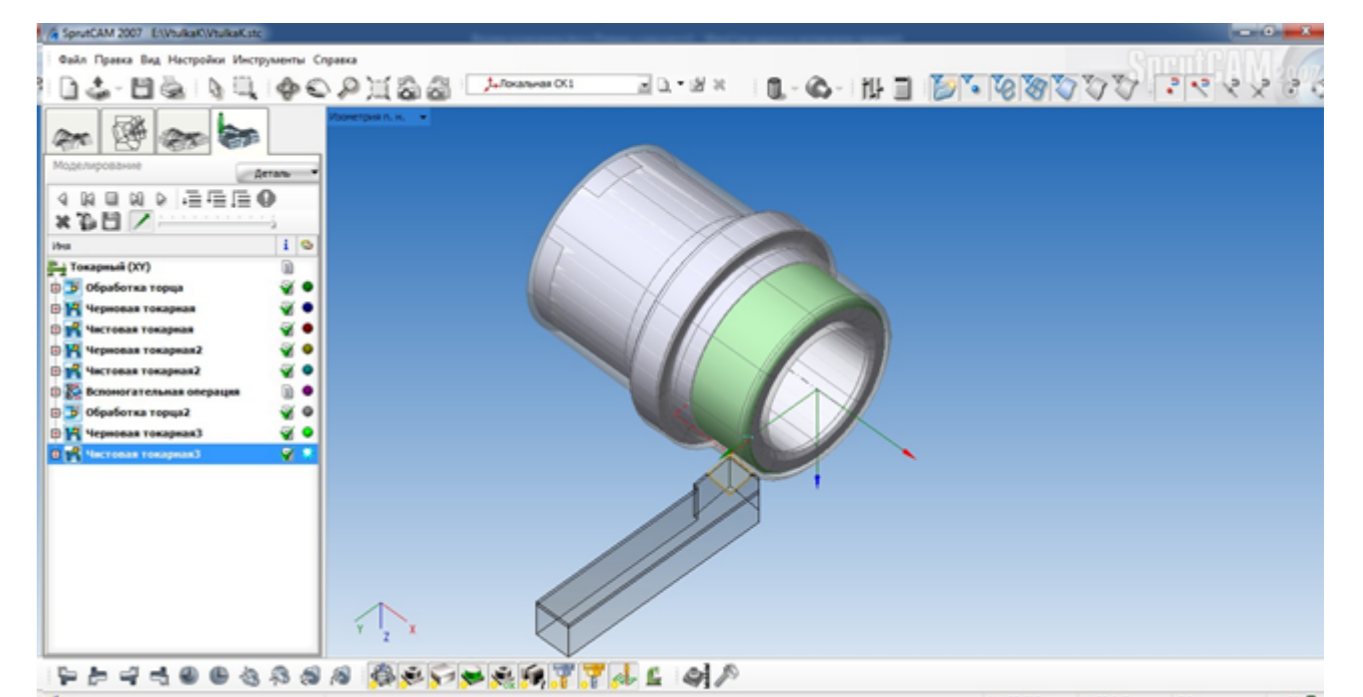 SprutCAM 2007 E:\VtulkaK\VtulkaK.stc
Файл Правка Вид Настройки Инструменты Справка
SprutCAM 2007
Локальная СК1
Изометрия п. н.
Моделирование
Деталь
Имя
Токарный (XY)
Обработка торца
Черновая токарная
Чистовая токарная
Черновая токарная2
Чистовая токарная2
Вспомогательная операция
Обработка торца2
Черновая токарная3
Чистовая токарная3
Y Z X